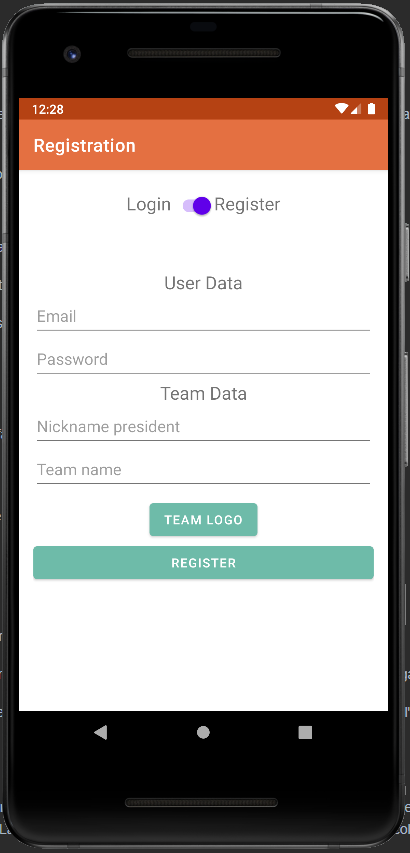 12:28
Registration
Login Register
User Data
Email
Password
Team Data
Nickname president
Team name
TEAM LOGO
REGISTER